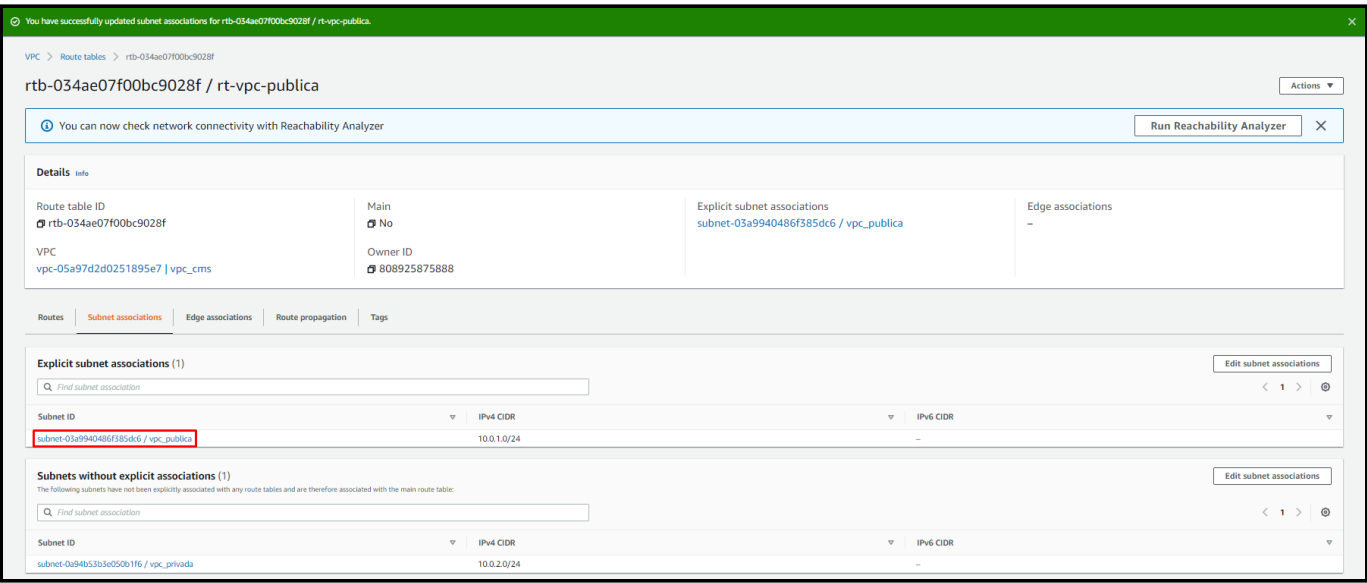 You have successfully updated subnet associations for rtb-034ae07f00bc9028f / rt-vpc-publica.
VPC > Route tables > rtb-034ae07f00bc9028f
rtb-034ae07f00bc9028f / rt-vpc-publica
Actions
You can now check network connectivity with Reachability Analyzer
Run Reachability Analyzer
Details Info
Route table ID
rtb-034ae07f00bc9028f
Main
No
Explicit subnet associations
subnet-03a9940486f385dc6 / vpc_publica
Edge associations
–
VPC
vpc-05a97d2d0251895e7 | vpc_cms
Owner ID
808925875888
Routes Subnet associations Edge associations Route propagation Tags
Explicit subnet associations (1)
Edit subnet associations
Find subnet association
< 1 >
Subnet ID IPv4 CIDR IPv6 CIDR
subnet-03a9940486f385dc6 / vpc_publica 10.0.1.0/24 –
Subnets without explicit associations (1)
Edit subnet associations
The following subnets have not been explicitly associated with any route tables and are therefore associated with the main route table:
Find subnet association
< 1 >
Subnet ID IPv4 CIDR IPv6 CIDR
subnet-0a94b53b3e050b1f6 / vpc_privada 10.0.2.0/24 –